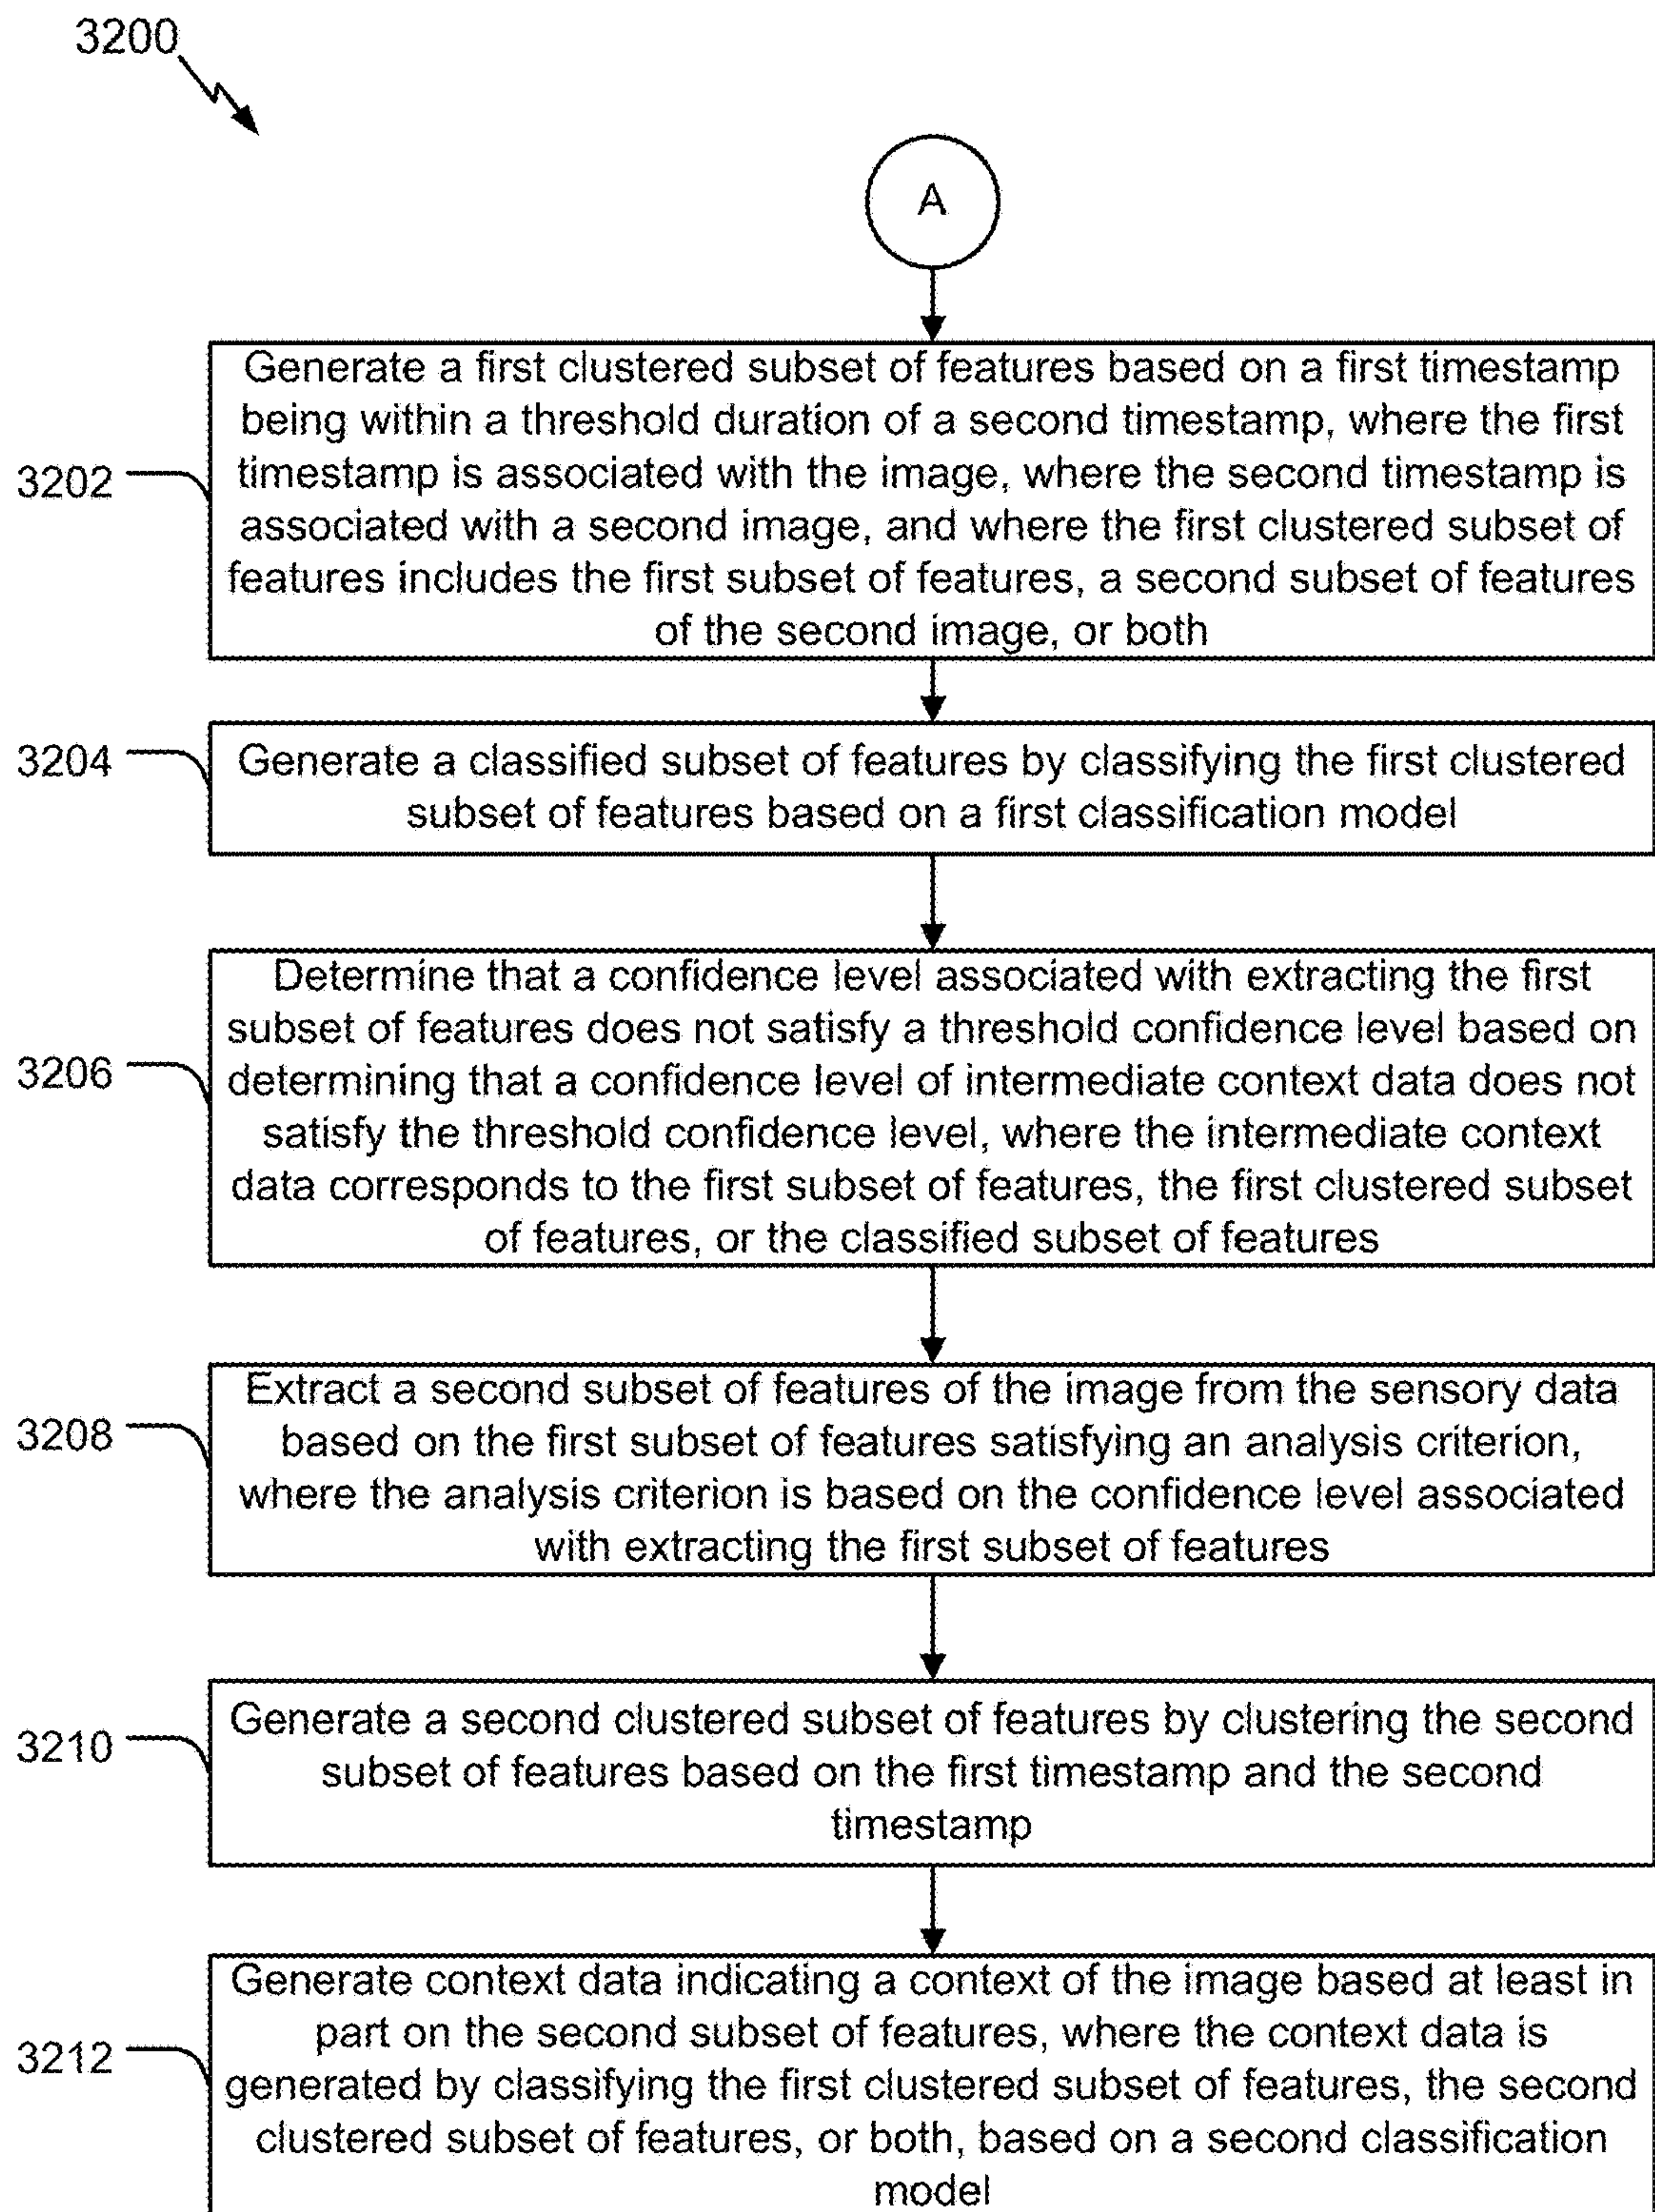 3200
A
Generate a first clustered subset of features based on a first timestamp
being within a threshold duration of a second timestamp, where the first
timestamp is associated with the image, where the second timestamp is
associated with a second image, and where the first clustered subset of
features includes the first subset of features, a second subset of features
of the second image, or both
3202
Generate a classified subset of features by classifying the first clustered
subset of features based on a first classification model
3204
Determine that a confidence level associated with extracting the first
subset of features does not satisfy a threshold confidence level based on
determining that a confidence level of intermediate context data does not
satisfy the threshold confidence level, where the intermediate context
data corresponds to the first subset of features, the first clustered subset
of features, or the classified subset of features
3206
Extract a second subset of features of the image from the sensory data
based on the first subset of features satisfying an analysis criterion,
where the analysis criterion is based on the confidence level associated
with extracting the first subset of features
3208
Generate a second clustered subset of features by clustering the second
subset of features based on the first timestamp and the second
timestamp
3210
Generate context data indicating a context of the image based at least in
part on the second subset of features, where the context data is
generated by classifying the first clustered subset of features, the second
clustered subset of features, or both, based on a second classification
model
3212